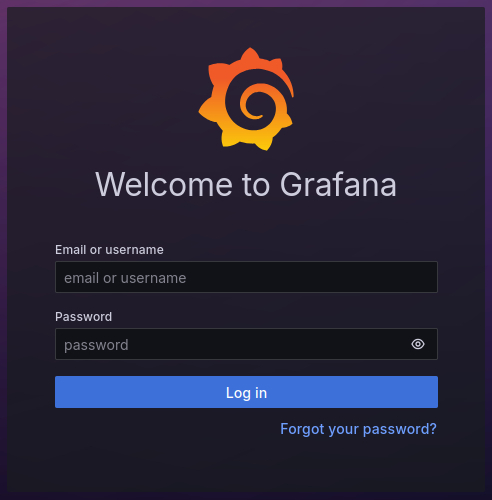 Welcome to Grafana
Email or username
email or username
Password
password
Log in
Forgot your password?